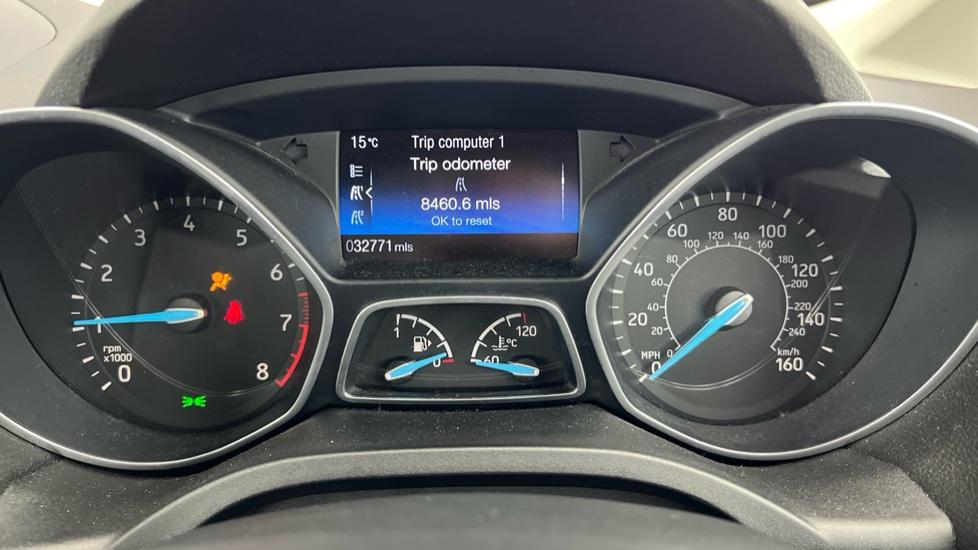 15°C Trip computer 1
Trip odometer
8460.6 mls
OK to reset
032771 mls
0 1 2 3 4 5 6 7 8
rpm
x1000
1 0
60 120
°C
0 20 40 60 80 100 120 140 160
20 40 60 80 100 120 140 160 180 200 220 240
MPH
km/h